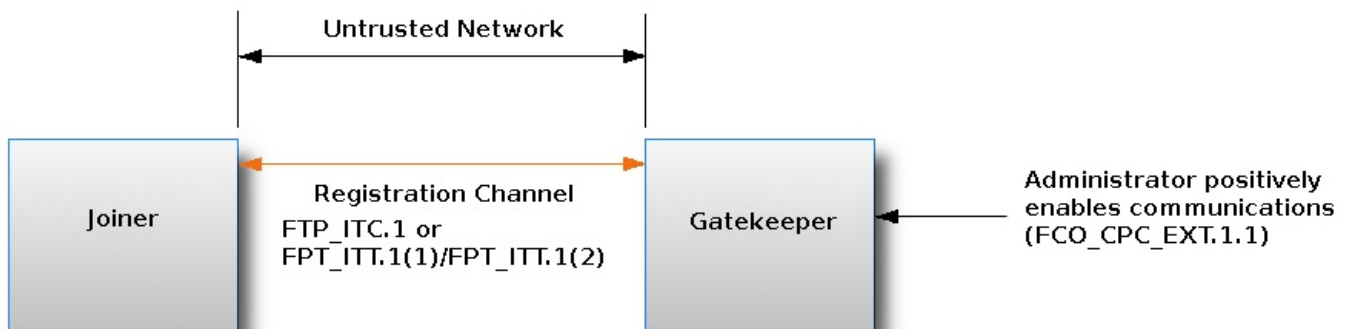 Untrusted Network
Joiner
Registration Channel
FTP_ITC.1 or
FPT_ITT.1(1)/FPT_ITT.1(2)
Gatekeeper
Administrator positively
enables communications
(FCO_CPC_EXT.1.1)